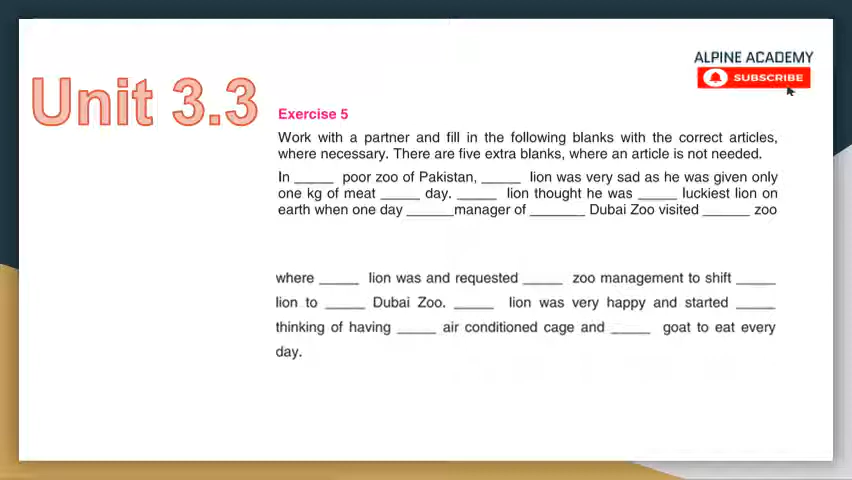 ALPINE ACADEMY
SUBSCRIBE
Unit 3.3
Exercise 5
Work with a partner and fill in the following blanks with the correct articles,
where necessary. There are five extra blanks, where an article is not needed.
In _____ poor zoo of Pakistan, _____ lion was very sad as he was given only
one kg of meat _____ day. _____ lion thought he was _____ luckiest lion on
earth when one day ______manager of _______ Dubai Zoo visited ______ zoo
where _____ lion was and requested _____ zoo management to shift _____
lion to _____ Dubai Zoo. _____ lion was very happy and started _____
thinking of having _____ air conditioned cage and _____ goat to eat every
day.